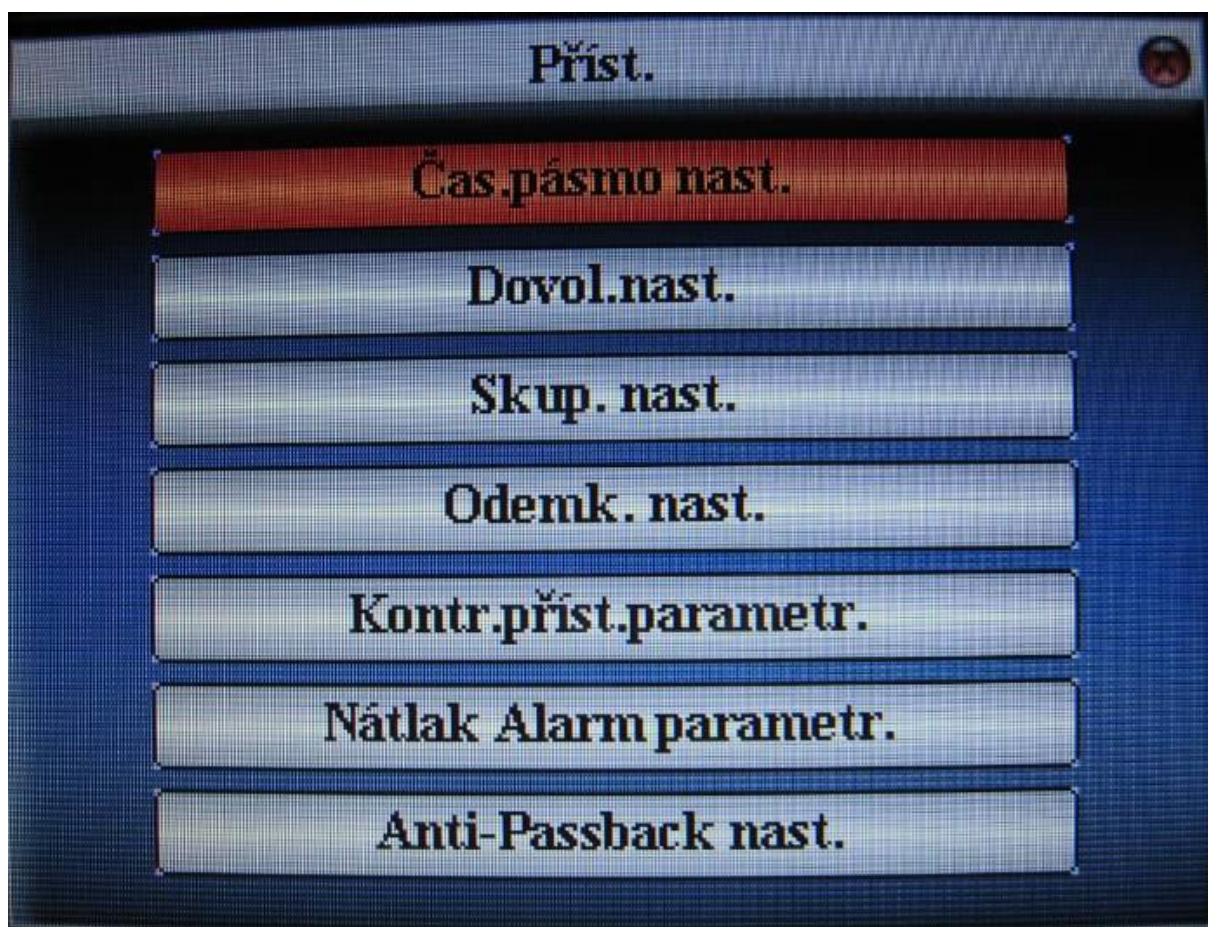 Příst.
Čas.pásmo nast.
Dovol.nast.
Skup. nast.
Odemk. nast.
Kontr.příst.parametr.
Nátlak Alarm parametr.
Anti-Passback nast.